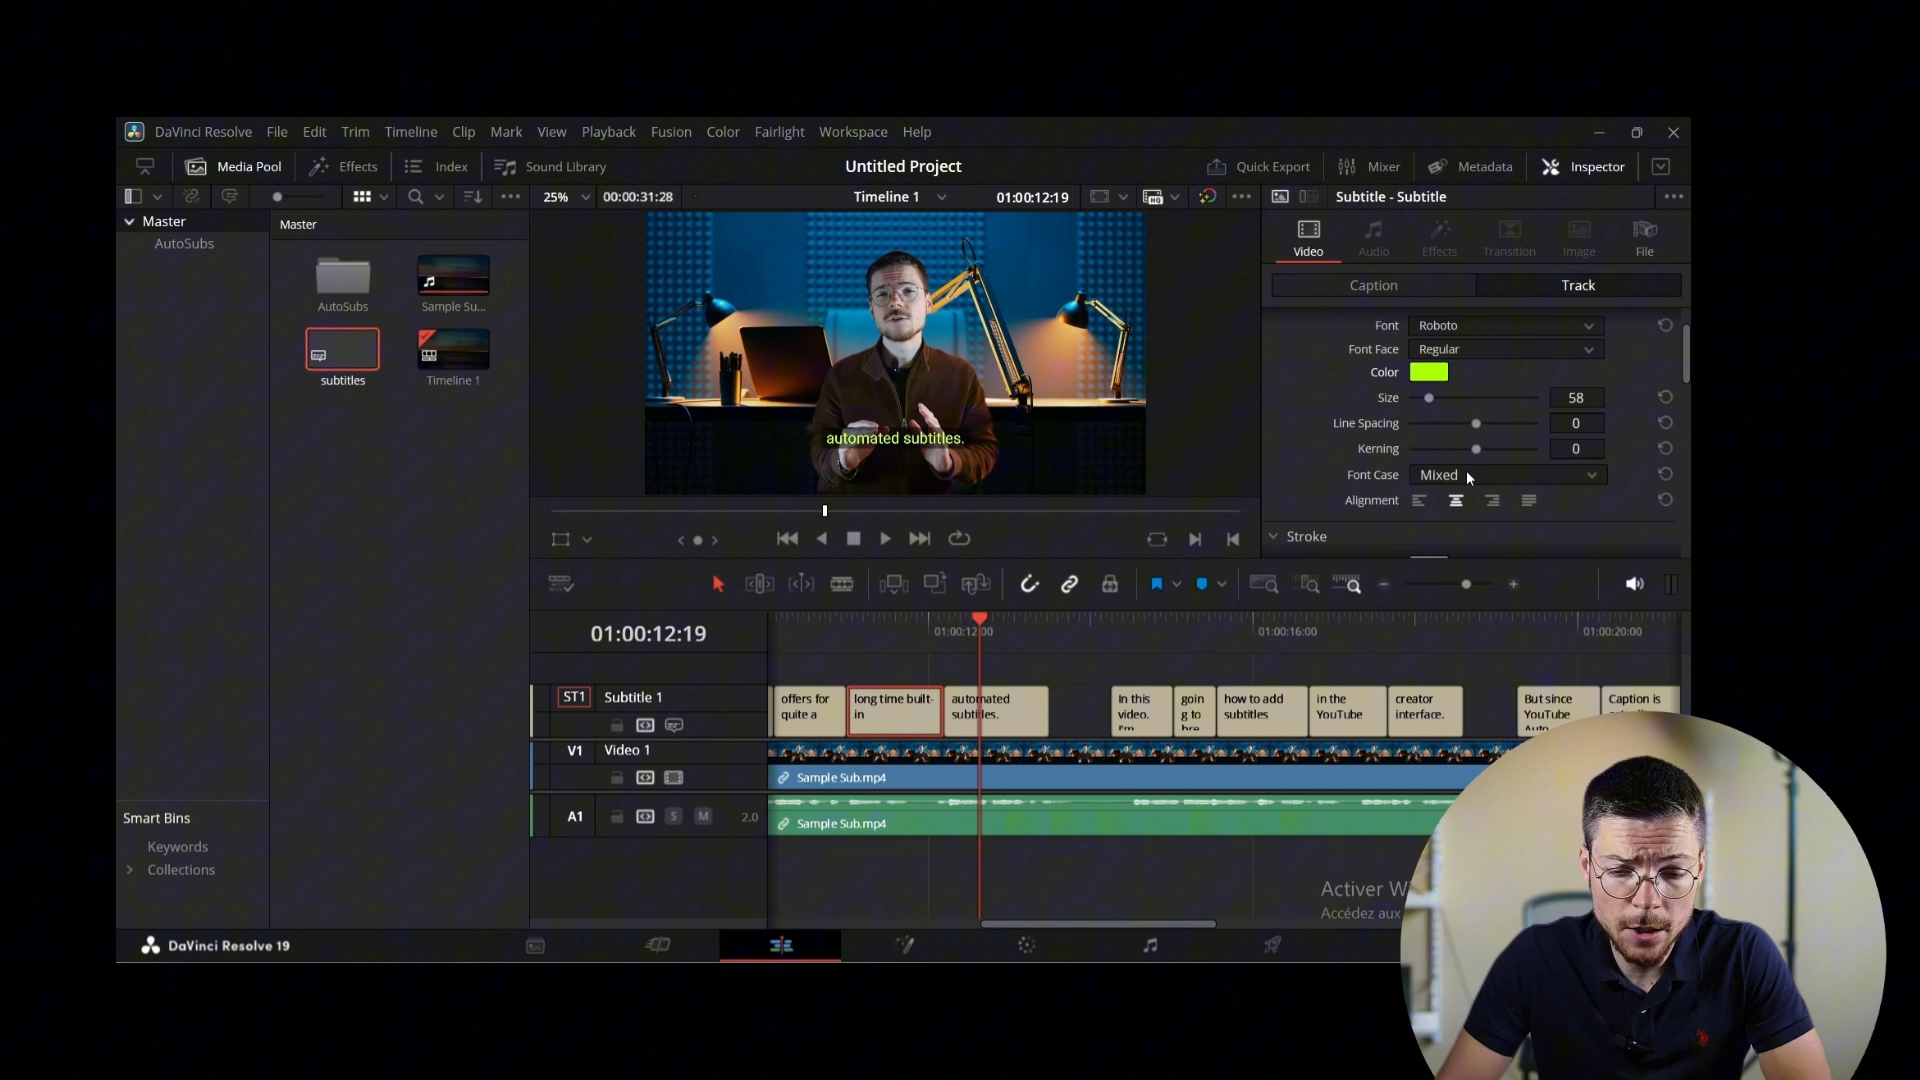 DaVinci Resolve File Edit Trim Timeline Clip Mark View Playback Fusion Color Fairlight Workspace Help
Media Pool Effects Index Sound Library Untitled Project Quick Export Mixer Metadata Inspector
25% 00:00:31:28 Timeline 1 01:00:12:19 Subtitle - Subtitle
Master
AutoSubs
Master
AutoSubs
Sample Su...
subtitles
Timeline 1
automated subtitles.
Video Audio Effects Transition Image File
Caption Track
Font Roboto
Font Face Regular
Color
Size 58
Line Spacing 0
Kerning 0
Font Case Mixed
Alignment
Stroke
01:00:12:19
01:00:12:00 01:00:16:00 01:00:20:00
ST1 Subtitle 1
offers for
quite a
long time built-
in
automated
subtitles.
In this
video.
I'm
goin
g to
bre
how to add
subtitles
in the
YouTube
creator
interface.
But since
YouTube
Auto
Caption is
V1 Video 1
Sample Sub.mp4
A1 S M 2.0
Sample Sub.mp4
Smart Bins
Keywords
Collections
Activer W
Accédez aux
DaVinci Resolve 19